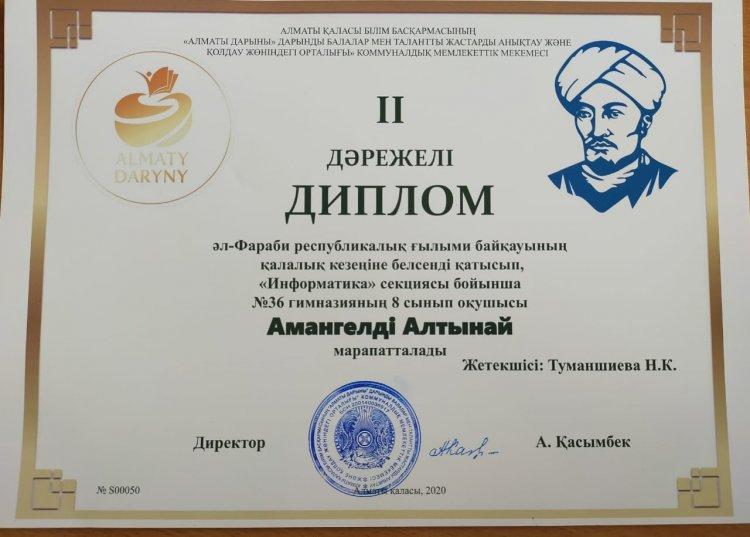 АЛМАТЫ ҚАЛАСЫ БІЛІМ БАСҚАРМАСЫНЫҢ
«АЛМАТЫ ДАРЫНЫ» ДАРЫНДЫ БАЛАЛАР МЕН ТАЛАНТТЫ ЖАСТАРДЫ АНЫҚТАУ ЖӘНЕ
ҚОЛДАУ ЖӨНІНДЕГІ ОРТАЛЫҒЫ» КОММУНАЛДЫҚ МЕМЛЕКЕТТІК МЕКЕМЕСІ
ALMATY
DARYNY
II
ДӘРЕЖЕЛІ
ДИПЛОМ
әл-Фараби республикалық ғылыми байқауының
қалалық кезеңіне белсенді қатысып,
«Информатика» секциясы бойынша
№36 гимназияның 8 сынып оқушысы
Амангелді Алтынай
марапатталады
Жетекшісі: Туманшиева Н.К.
Директор
А. Қасымбек
№ S00050
Алматы қаласы, 2020